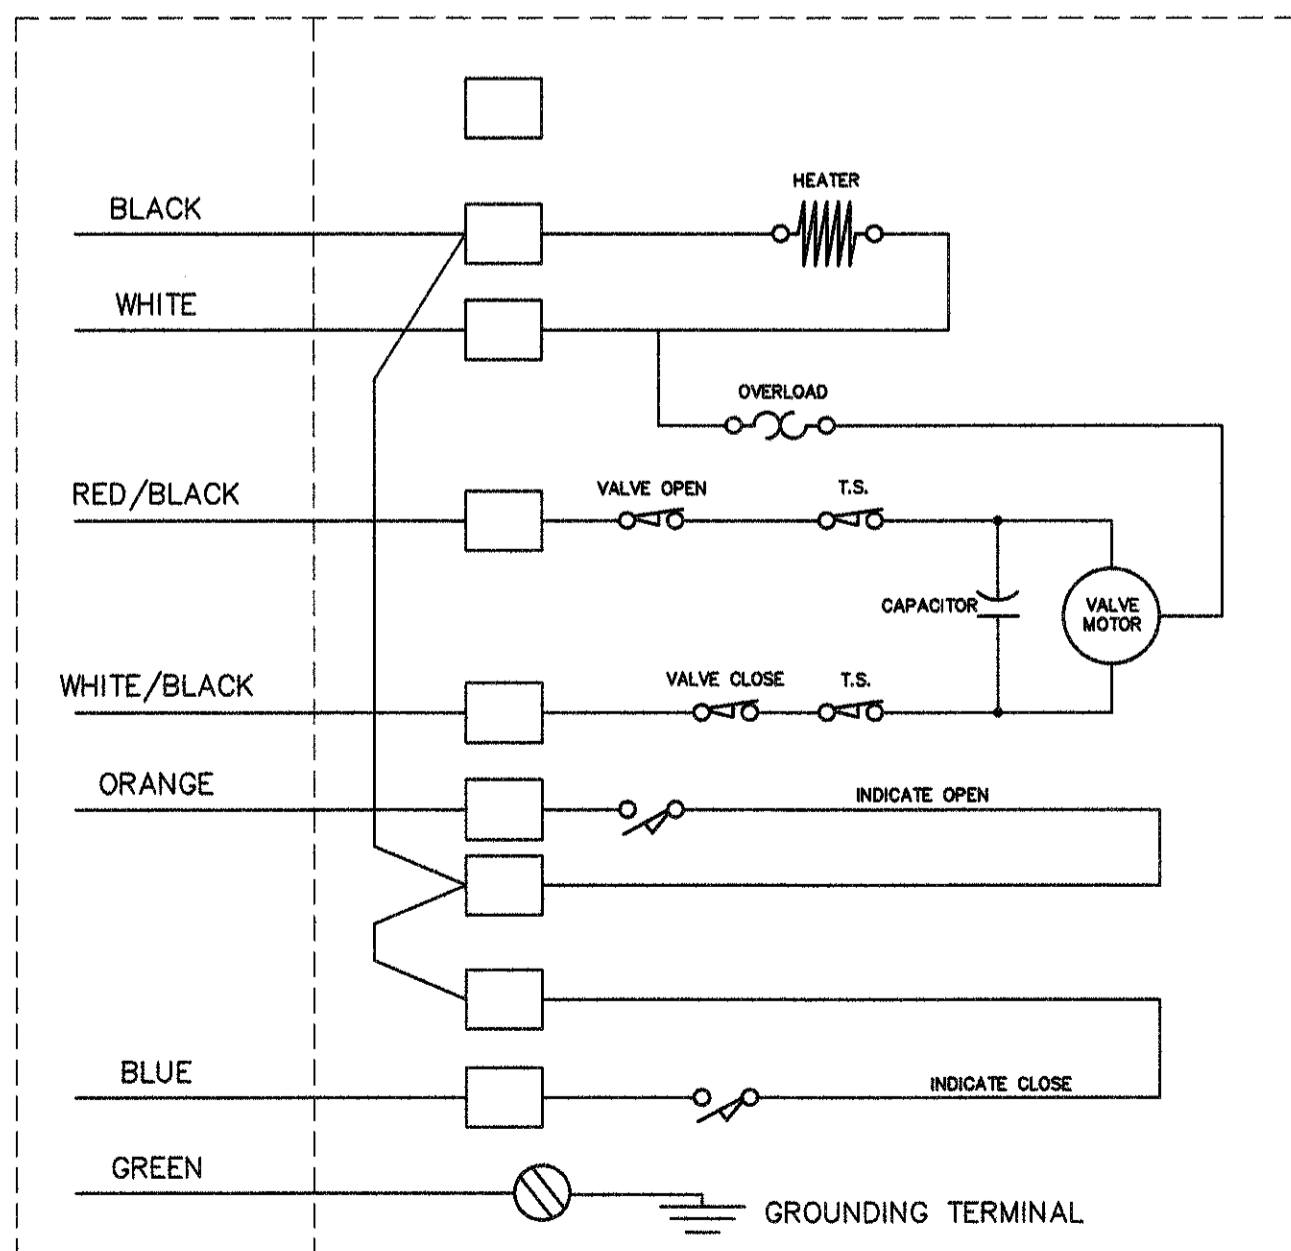 HEATER
BLACK
WHITE
OVERLOAD
RED/BLACK
VALVE OPEN
T.S.
CAPACITOR
VALVE
MOTOR
WHITE/BLACK
VALVE CLOSE
T.S.
ORANGE
INDICATE OPEN
BLUE
INDICATE CLOSE
GREEN
GROUNDING TERMINAL